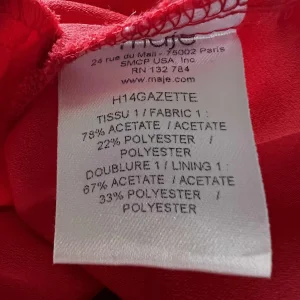 maje
24 rue du Mail - 75002 Paris
SMCP USA, Inc
RN 132 784
www.maje.com
H14GAZETTE
TISSU 1 / FABRIC 1 :
78% ACETATE / ACETATE
22% POLYESTER /
POLYESTER
DOUBLURE 1 / LINING 1 :
67% ACETATE / ACETATE
33% POLYESTER /
POLYESTER